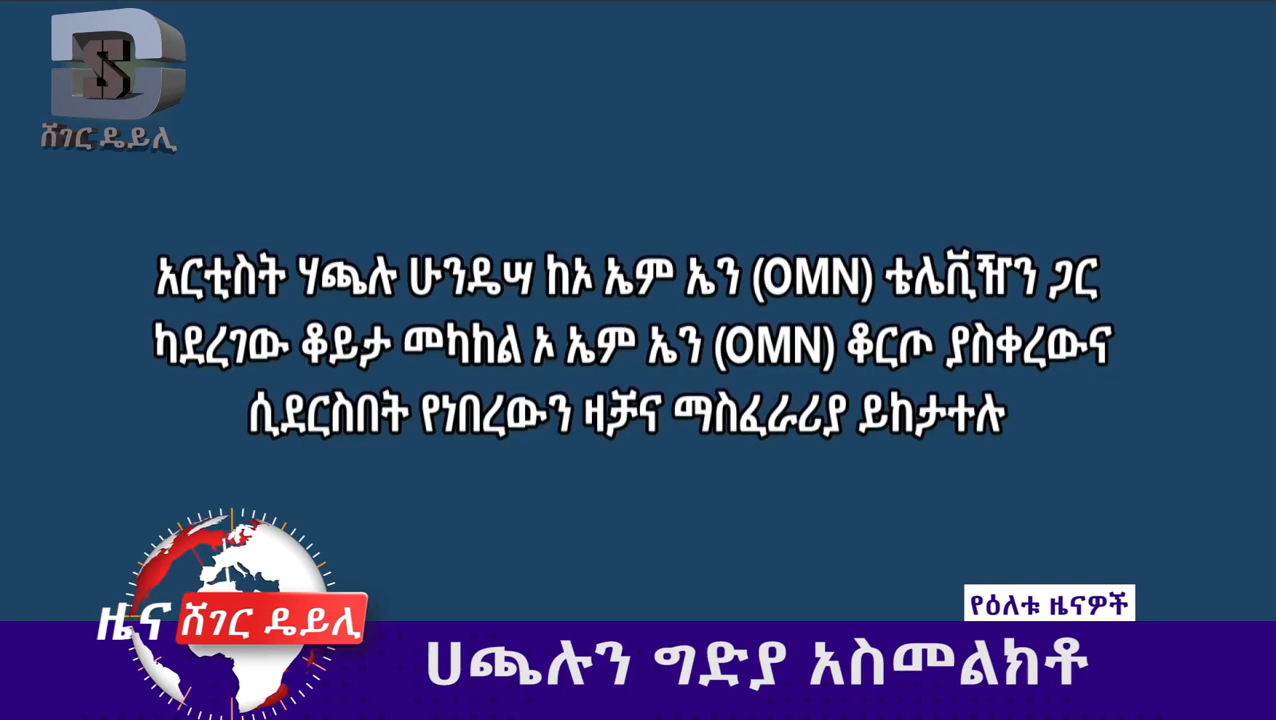 ሸገር ዴይሊ
አርቲስት ሃጫሉ ሁንዴሣ ከኦ ኤም ኤን (OMN) ቴሌቪዥን ጋር
ካደረገው ቆይታ መካከል ኦ ኤም ኤን (OMN) ቆርጦ ያስቀረውና
ሲደርስበት የነበረውን ዛቻና ማስፈራሪያ ይከታተሉ
የዕለቱ ዜናዎች
ዜና ሸገር ዴይሊ
ሀጫሉን ግድያ አስመልክቶ